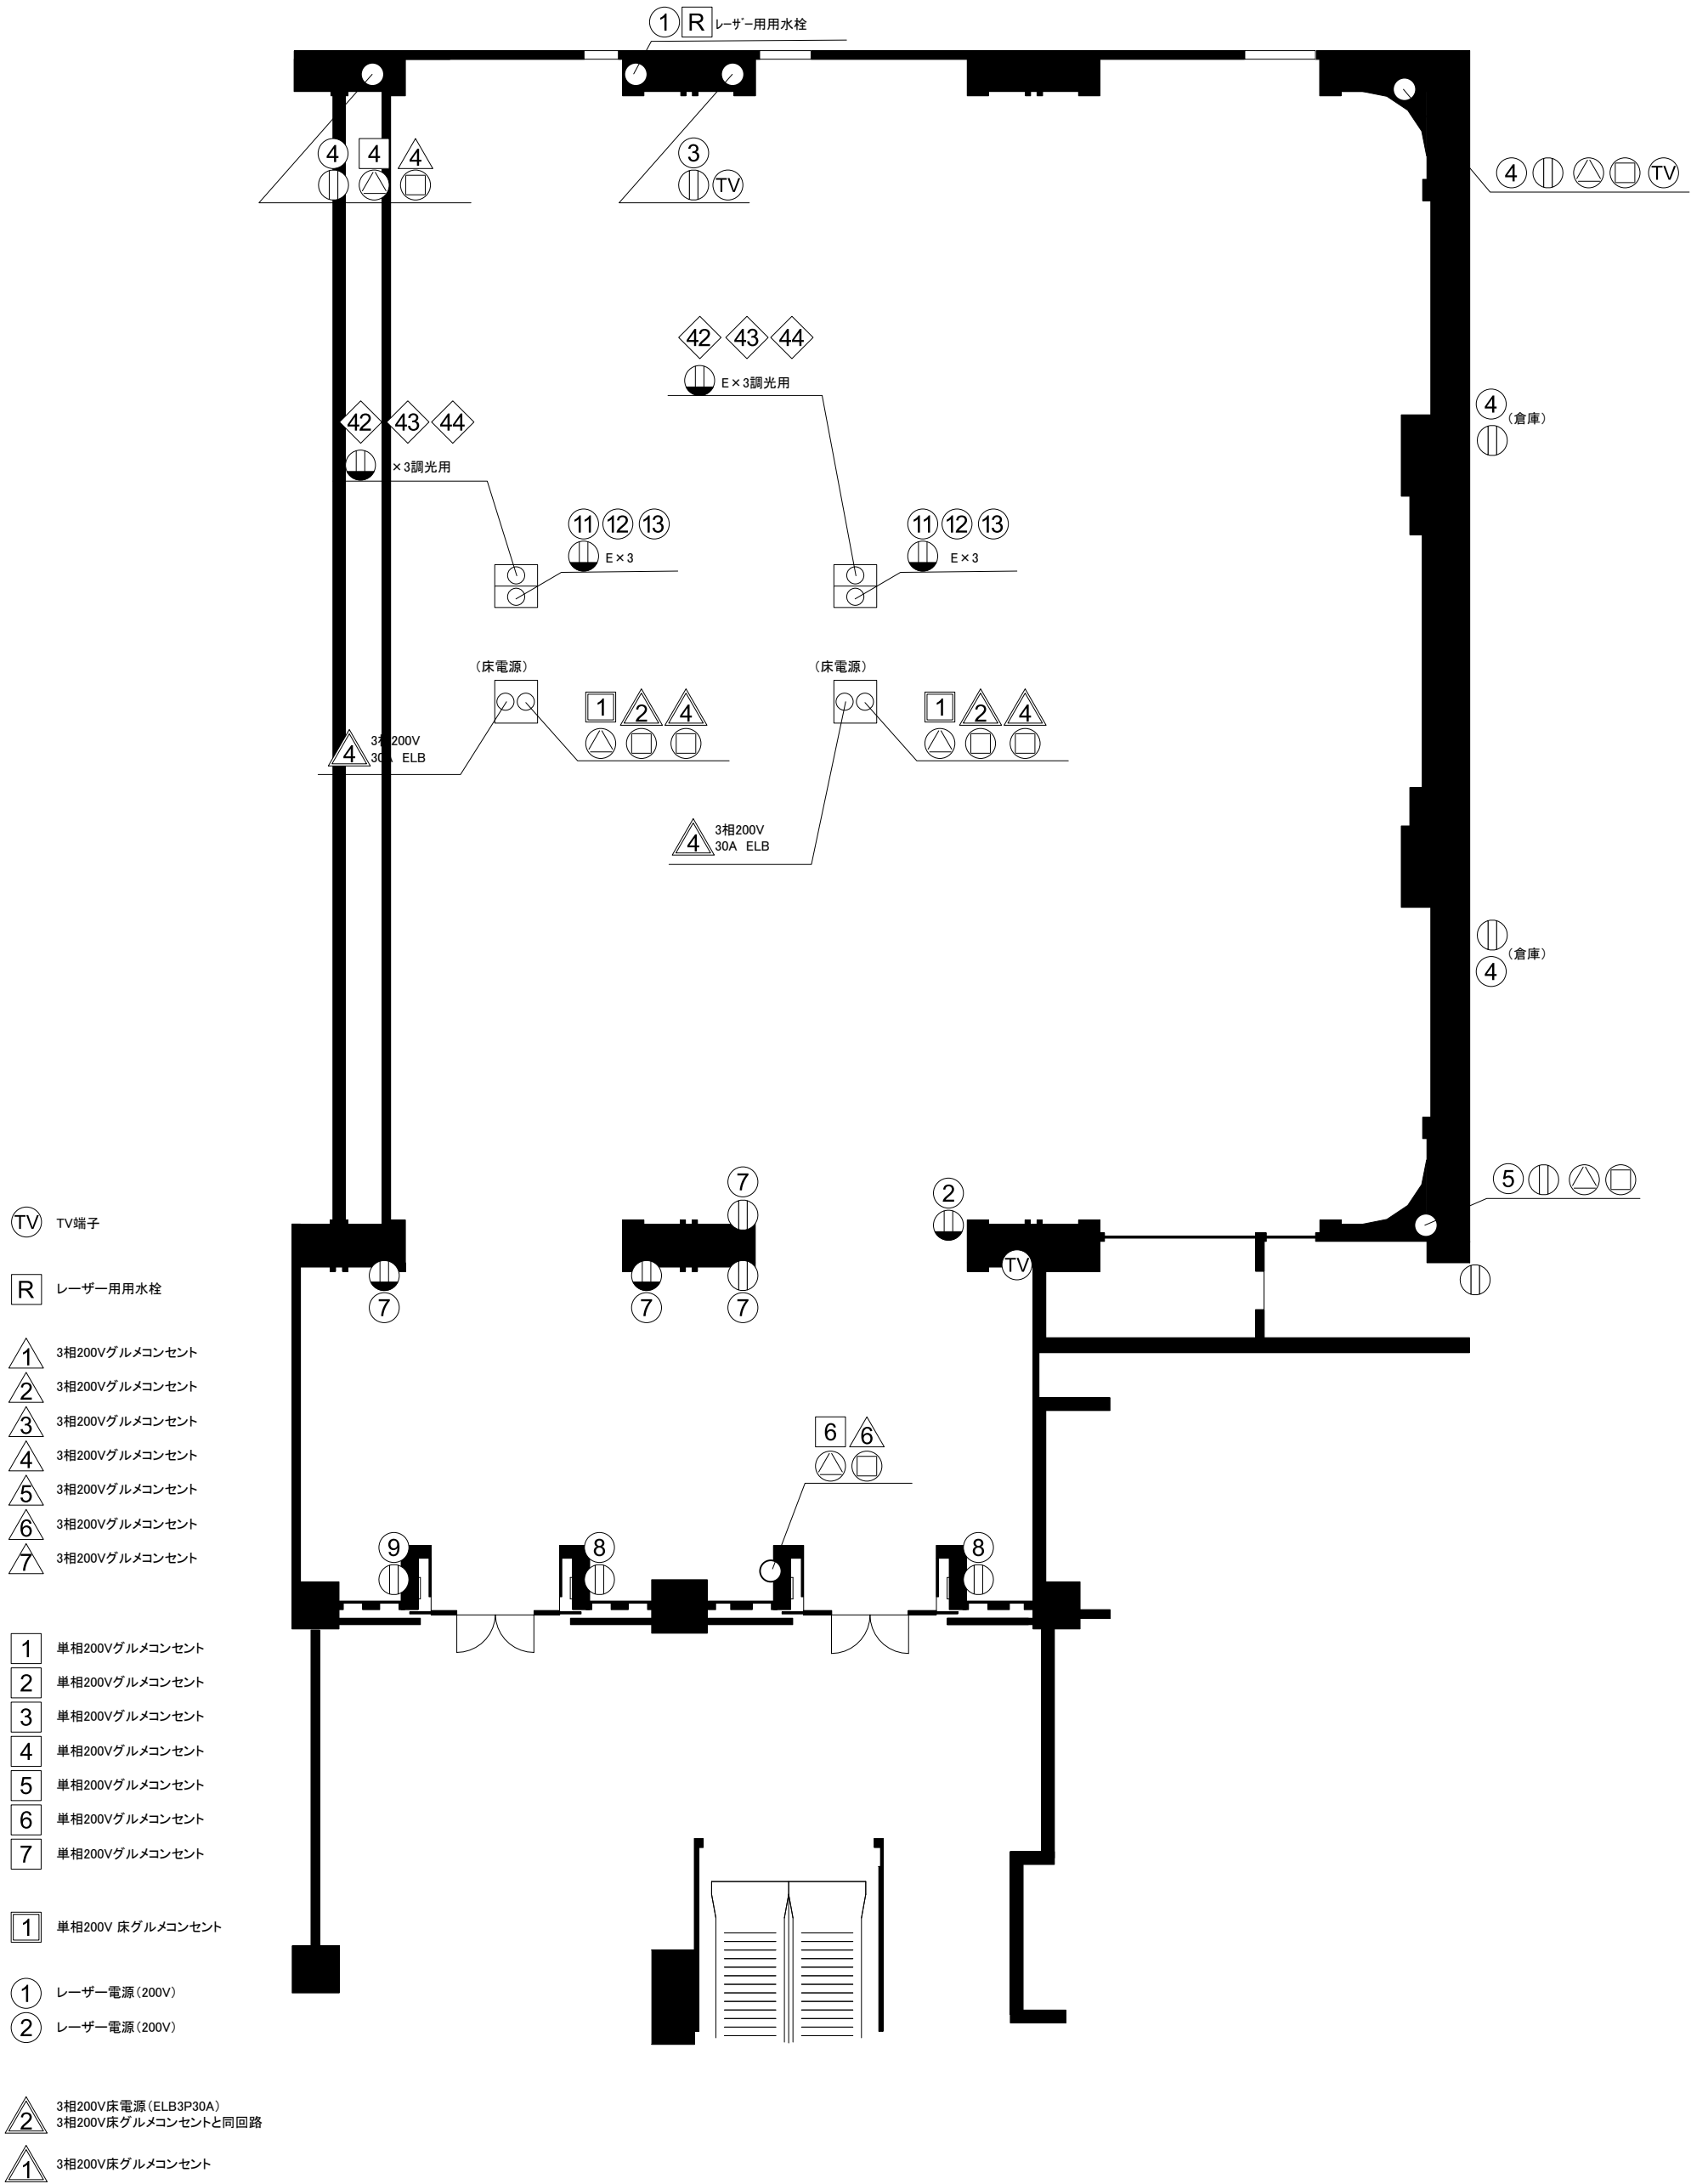 1 R レーザー用用水栓
4 4 4
3
TV
4 TV
42 43 44
E×3調光用
4
(倉庫)
42 43 44
×3調光用
11 12 13
E×3
11 12 13
E×3
(床電源)
(床電源)
1 2 4
1 2 4
4 3相200V
30A ELB
4 3相200V
30A ELB
(倉庫)
4
7
2
5
TV TV端子
TV
R レーザー用用水栓
7
7
7
1 3相200Vグルメコンセント
2 3相200Vグルメコンセント
3 3相200Vグルメコンセント
4 3相200Vグルメコンセント
5 3相200Vグルメコンセント
6 3相200Vグルメコンセント
7 3相200Vグルメコンセント
6 6
9
8
8
1 単相200Vグルメコンセント
2 単相200Vグルメコンセント
3 単相200Vグルメコンセント
4 単相200Vグルメコンセント
5 単相200Vグルメコンセント
6 単相200Vグルメコンセント
7 単相200Vグルメコンセント
1 単相200V 床グルメコンセント
1 レーザー電源(200V)
2 レーザー電源(200V)
2 3相200V床電源(ELB3P30A)
3相200V床グルメコンセントと同回路
1 3相200V床グルメコンセント